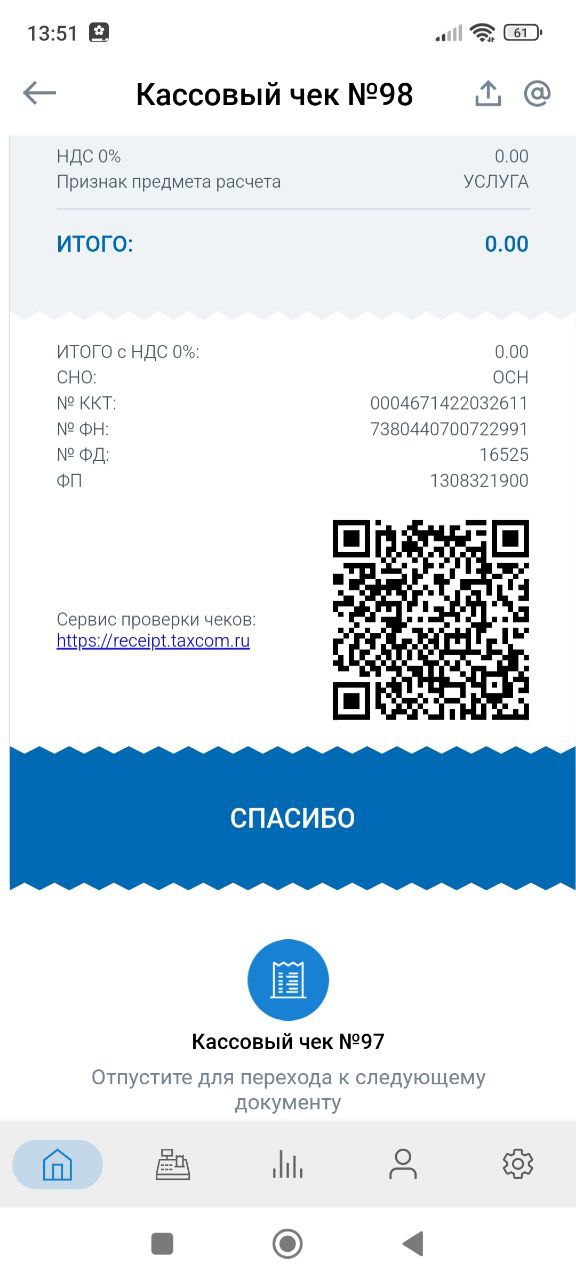 13:51
61
Кассовый чек №98
НДС 0% 0.00
Признак предмета расчета УСЛУГА
ИТОГО: 0.00
ИТОГО с НДС 0%: 0.00
СНО: ОСН
№ ККТ: 0004671422032611
№ ФН: 7380440700722991
№ ФД: 16525
ФП 1308321900
Сервис проверки чеков:
https://receipt.taxcom.ru
СПАСИБО
Кассовый чек №97
Отпустите для перехода к следующему
документу